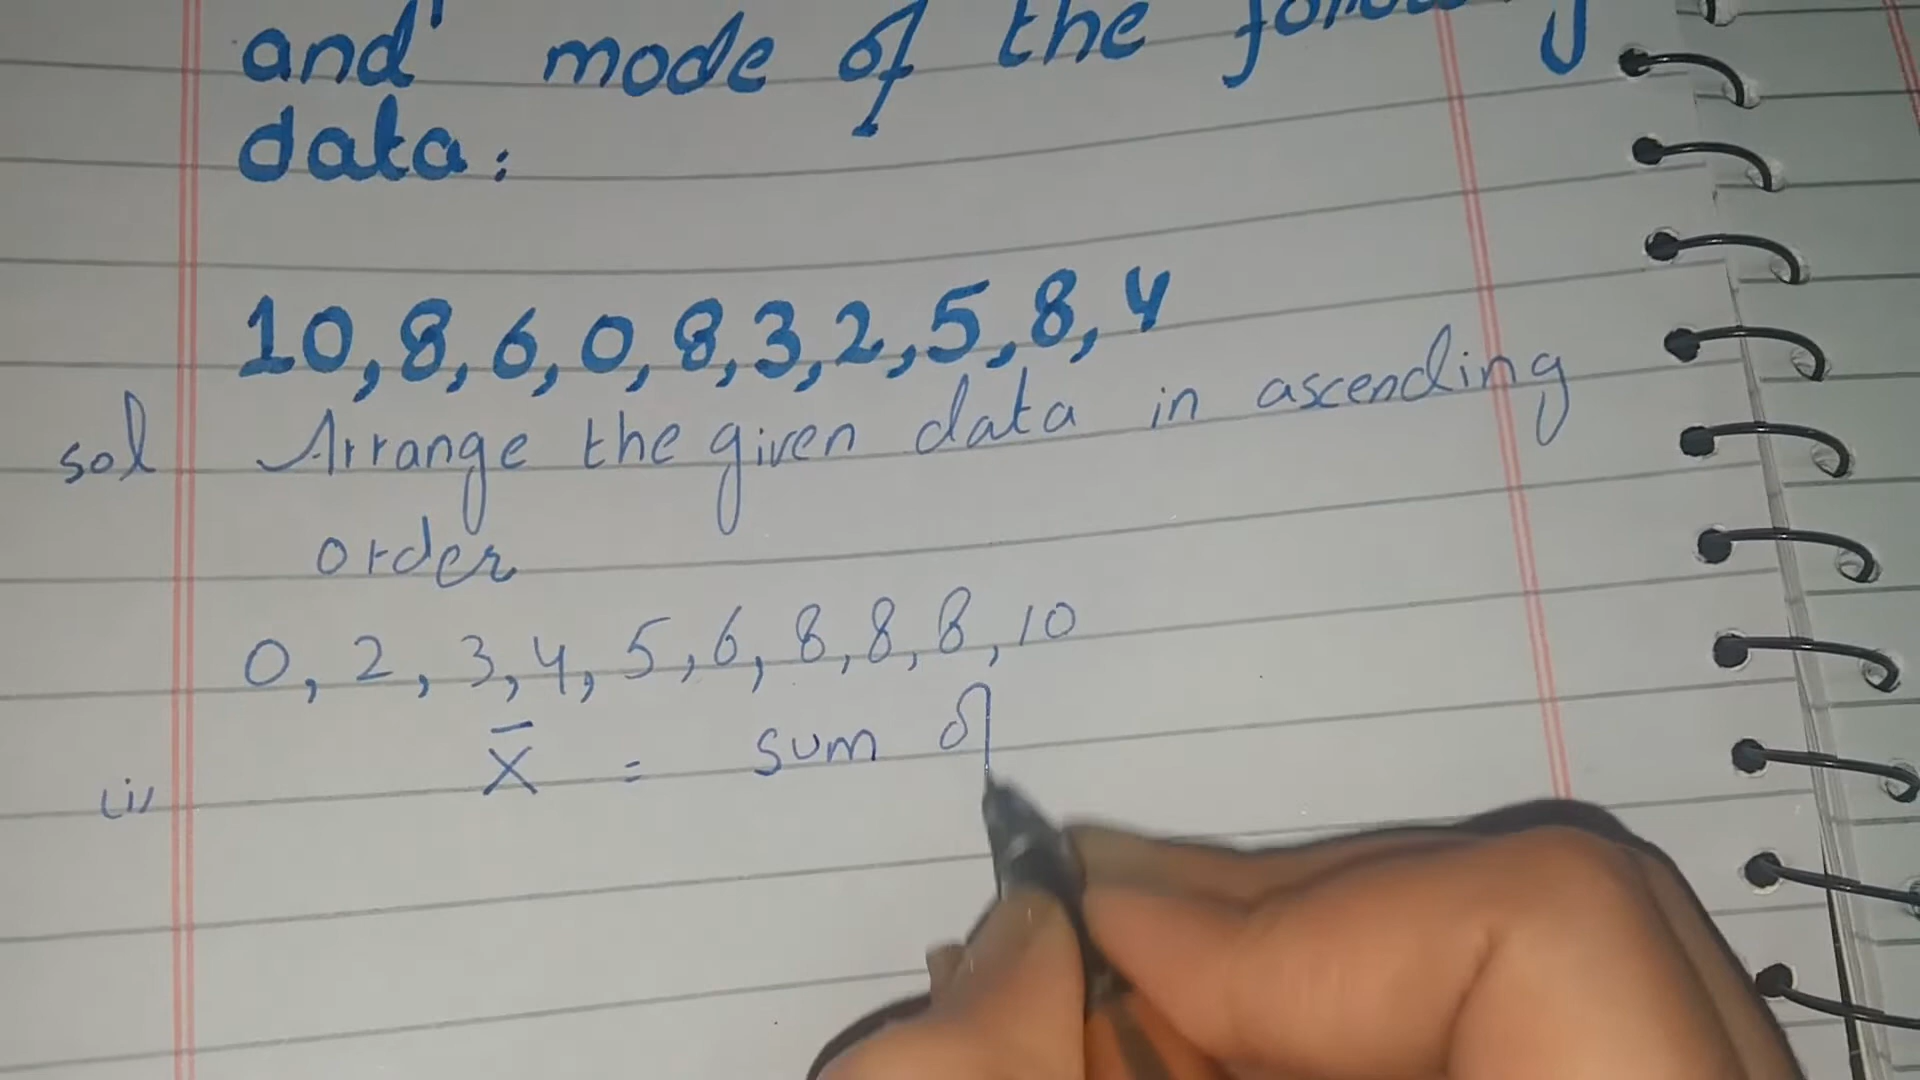 and mode of the following
data:
10, 8, 6, 0, 8, 3, 2, 5, 8, 4
sol Arrange the given data in ascending
order
0, 2, 3, 4, 5, 6, 8, 8, 8, 10
(i) X̄ = sum of